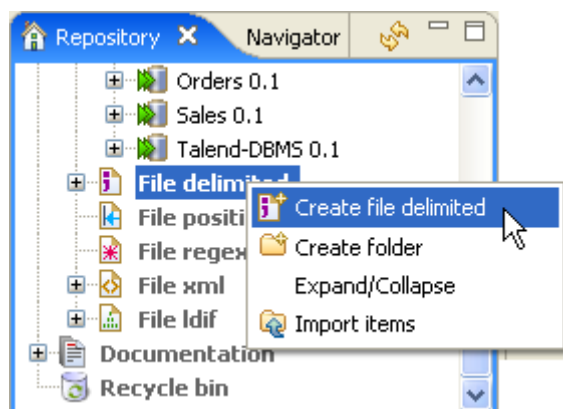 Repository Navigator
Orders 0.1
Sales 0.1
Talend-DBMS 0.1
File delimited
Create file delimited
File positi
Create folder
File regex
Expand/Collapse
File xml
Import items
File ldif
Documentation
Recycle bin